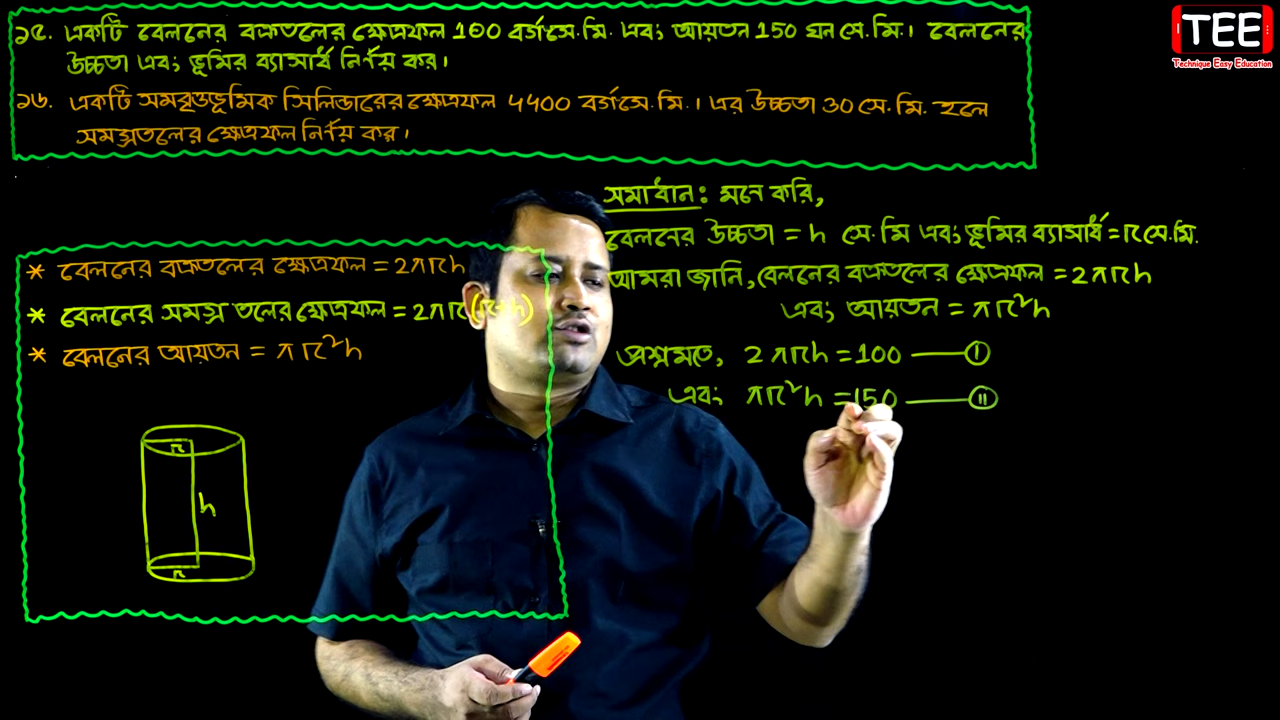 ১৫. একটি বেলনের বক্রতলের ক্ষেত্রফল 100 বর্গসে.মি. এবং আয়তন 150 ঘন সে.মি.। বেলনের
উচ্চতা এবং ভূমির ব্যাসার্ধ নির্ণয় কর।
১৬. একটি সমবৃত্তভূমিক সিলিন্ডারের ক্ষেত্রফল 4400 বর্গসে.মি.। এর উচ্চতা 30 সে.মি. হলে
সমগ্রতলের ক্ষেত্রফল নির্ণয় কর।
TEE
Technique Easy Education
* বেলনের বক্রতলের ক্ষেত্রফল = 2πrh
* বেলনের সমগ্র তলের ক্ষেত্রফল = 2πr(r+h)
* বেলনের আয়তন = πr²h
r
h
r
সমাধান: মনে করি,
বেলনের উচ্চতা = h সে.মি এবং ভূমির ব্যাসার্ধ = r সে.মি.
আমরা জানি, বেলনের বক্রতলের ক্ষেত্রফল = 2πrh
এবং আয়তন = πr²h
প্রশ্নমতে, 2πrh = 100 —— (I)
এবং πr²h = 150 —— (II)